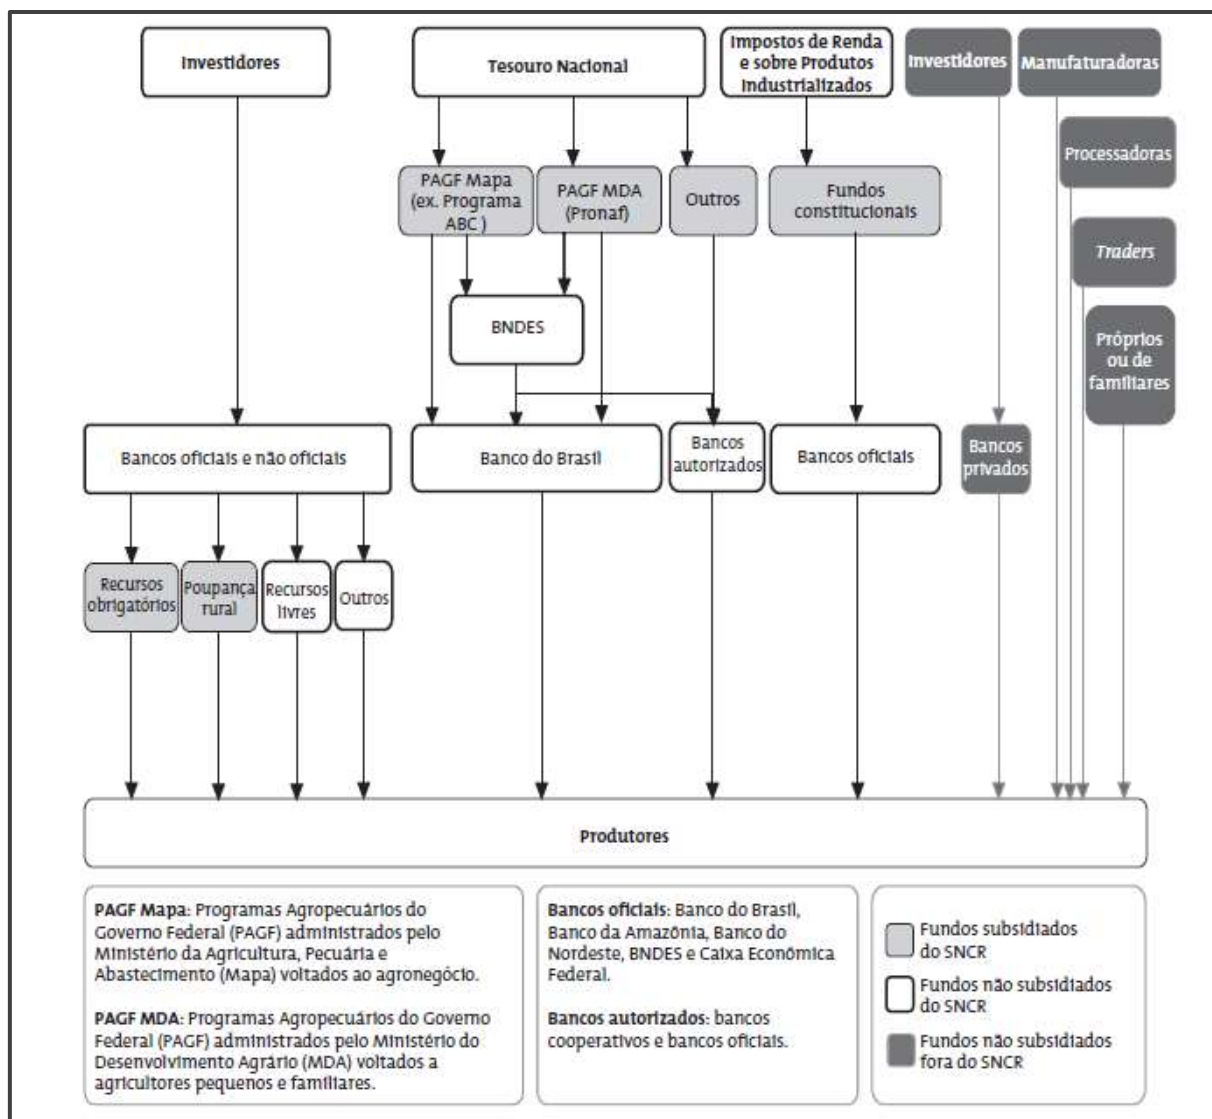 Investidores
Tesouro Nacional
Impostos de Renda
e sobre Produtos
Industrializados
Investidores
Manufaturadoras
Processadoras
PAGF Mapa
(ex. Programa
ABC )
PAGF MDA
(Pronaf)
Outros
Fundos
constitucionais
Traders
BNDES
Próprios
ou de
familiares
Bancos oficiais e não oficiais
Banco do Brasil
Bancos
autorizados
Bancos oficiais
Bancos
privados
Recursos
obrigatórios
Poupança
rural
Recursos
livres
Outros
Produtores
PAGF Mapa: Programas Agropecuários do
Governo Federal (PAGF) administrados pelo
Ministério da Agricultura, Pecuária e
Abastecimento (Mapa) voltados ao agronegócio.
PAGF MDA: Programas Agropecuários do Governo
Federal (PAGF) administrados pelo Ministério do
Desenvolvimento Agrário (MDA) voltados a
agricultores pequenos e familiares.
Bancos oficiais: Banco do Brasil,
Banco da Amazônia, Banco do
Nordeste, BNDES e Caixa Econômica
Federal.
Bancos autorizados: bancos
cooperativos e bancos oficiais.
Fundos subsidiados
do SNCR
Fundos não subsidiados
do SNCR
Fundos não subsidiados
fora do SNCR